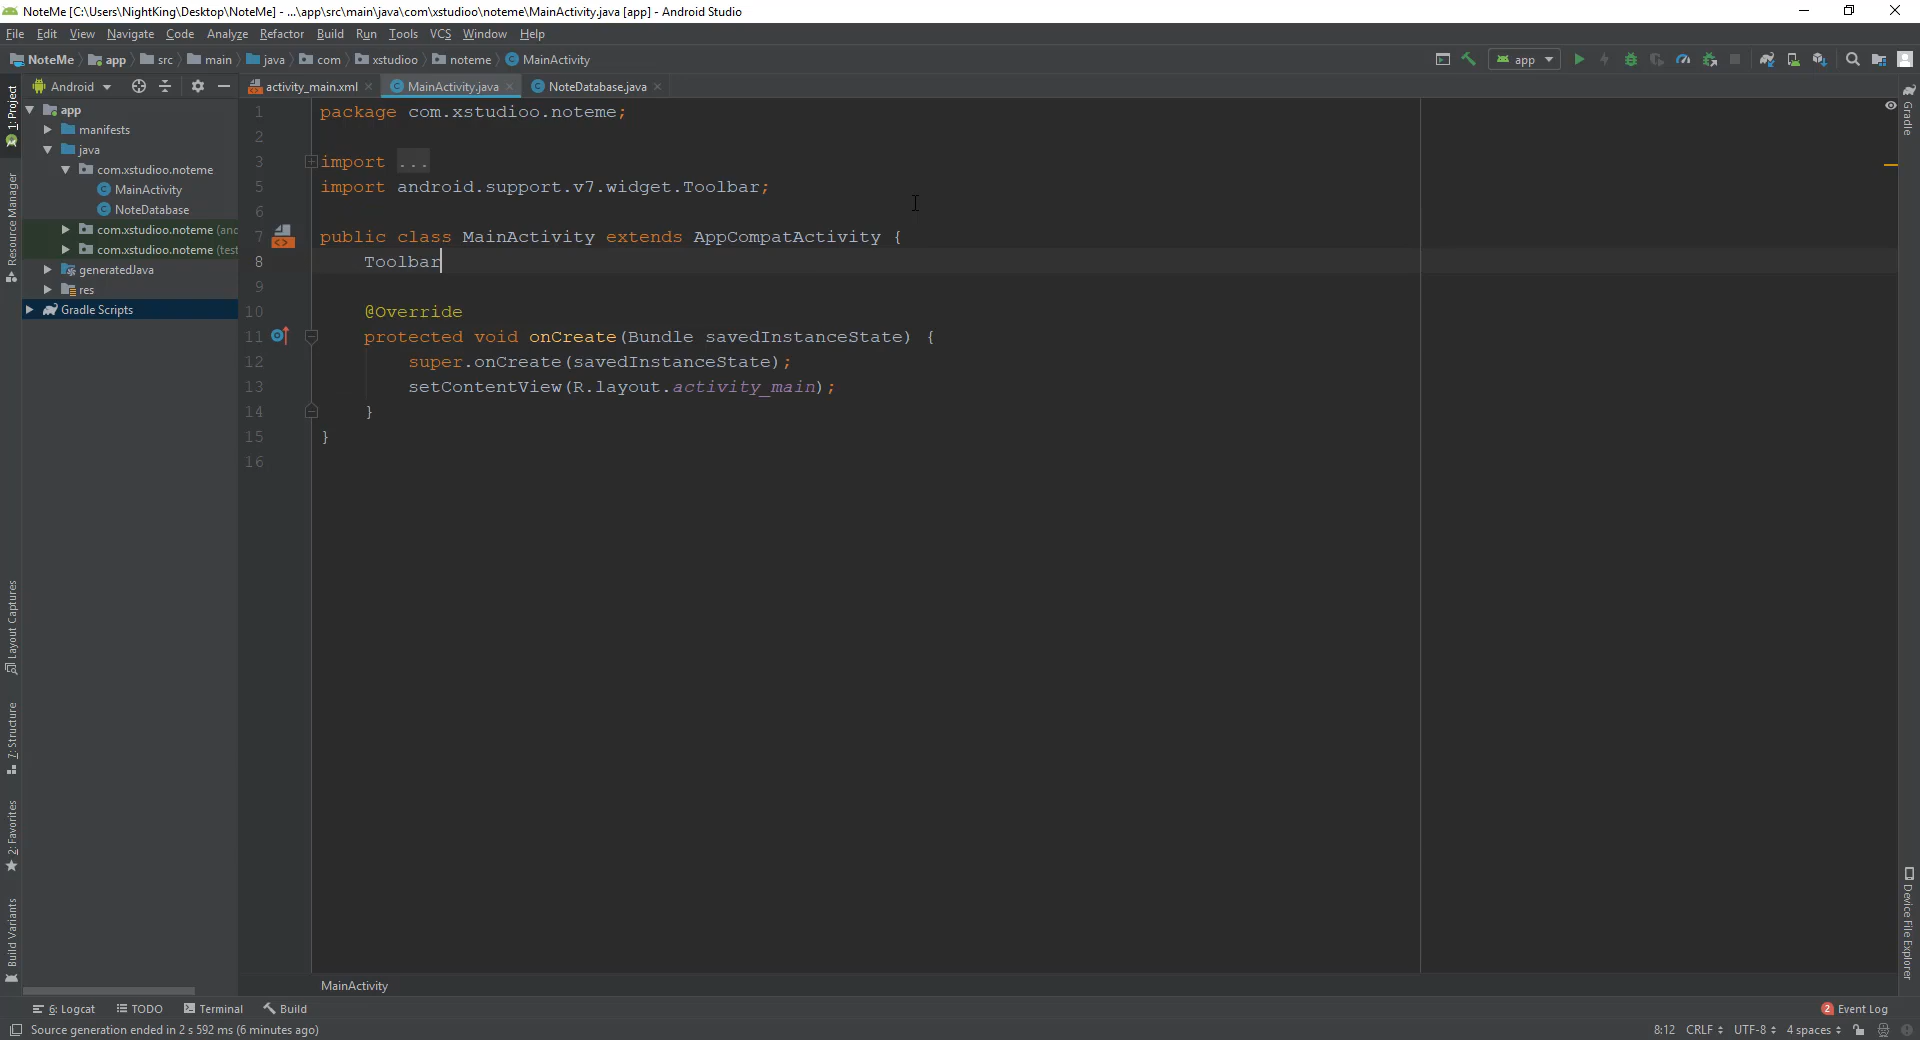 NoteMe [C:\Users\NightKing\Desktop\NoteMe] - ...\app\src\main\java\com\xstudioo\noteme\MainActivity.java [app] - Android Studio
File Edit View Navigate Code Analyze Refactor Build Run Tools VCS Window Help
NoteMe app src main java com xstudioo noteme MainActivity app
Android activity_main.xml MainActivity.java NoteDatabase.java
1: Project
Resource Manager
Layout Captures
7: Structure
2: Favorites
Build Variants
app
manifests
java
com.xstudioo.noteme
MainActivity
NoteDatabase
com.xstudioo.noteme (and
com.xstudioo.noteme (test
generatedJava
res
Gradle Scripts
1 package com.xstudioo.noteme;
2
3 import ...
5 import android.support.v7.widget.Toolbar;
6
7 public class MainActivity extends AppCompatActivity {
8 Toolbar
9
10 @Override
11 protected void onCreate(Bundle savedInstanceState) {
12 super.onCreate(savedInstanceState);
13 setContentView(R.layout.activity_main);
14 }
15 }
16
Gradle
Device File Explorer
MainActivity
6: Logcat TODO Terminal Build 2 Event Log
Source generation ended in 2 s 592 ms (6 minutes ago) 8:12 CRLF UTF-8 4 spaces